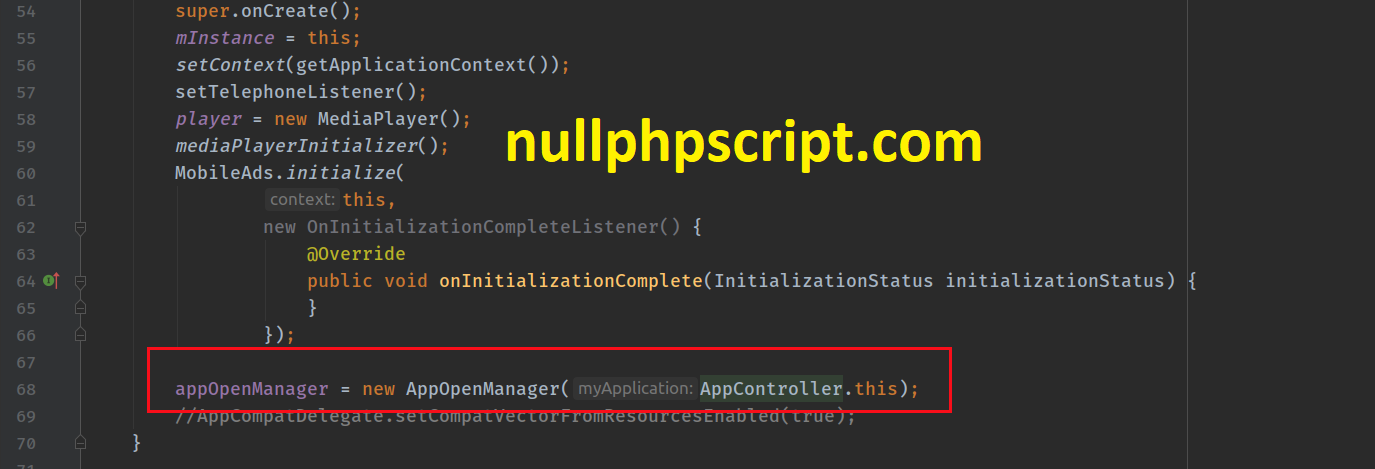 54 super.onCreate();
55 mInstance = this;
56 setContext(getApplicationContext());
57 setTelephoneListener();
58 player = new MediaPlayer();
nullphpscript.com
59 mediaPlayerInitializer();
60 MobileAds.initialize(
61 context: this,
62 new OnInitializationCompleteListener() {
63 @Override
64 public void onInitializationComplete(InitializationStatus initializationStatus) {
65 }
66 });
67
68 appOpenManager = new AppOpenManager( myApplication: AppController.this);
69 //AppCompatDelegate.setCompatVectorFromResourcesEnabled(true);
70 }
71